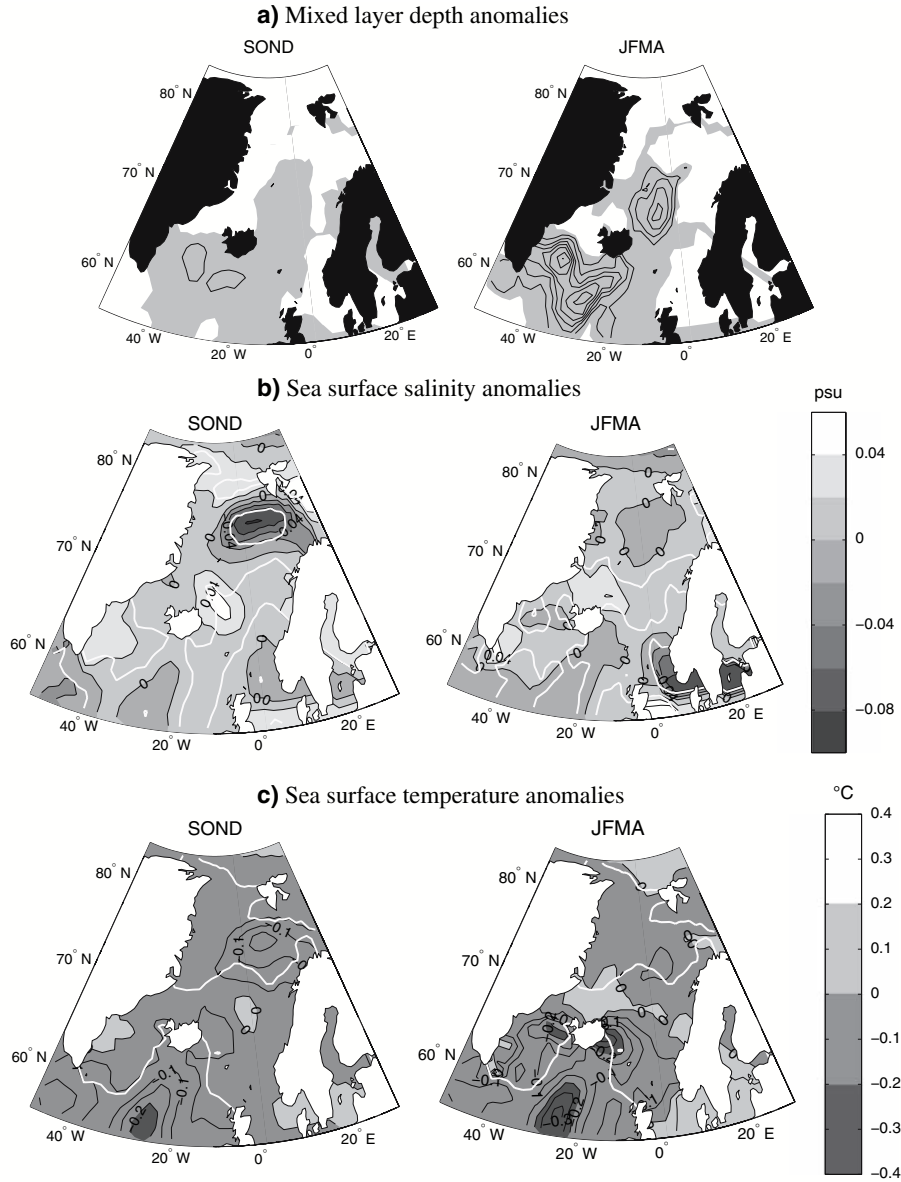 a) Mixed layer depth anomalies
SOND
JFMA
80° N
70° N
60° N
40° W
20° W
0°
20° E
80° N
70° N
60° N
40° W
20° W
0°
20° E
b) Sea surface salinity anomalies
SOND
JFMA
psu
80° N
70° N
60° N
40° W
20° W
0°
20° E
80° N
70° N
60° N
40° W
20° W
0°
20° E
0.04
0
−0.04
−0.08
c) Sea surface temperature anomalies
SOND
JFMA
°C
80° N
70° N
60° N
40° W
20° W
0°
20° E
80° N
70° N
60° N
40° W
20° W
0°
20° E
0.4
0.3
0.2
0.1
0
−0.1
−0.2
−0.3
−0.4